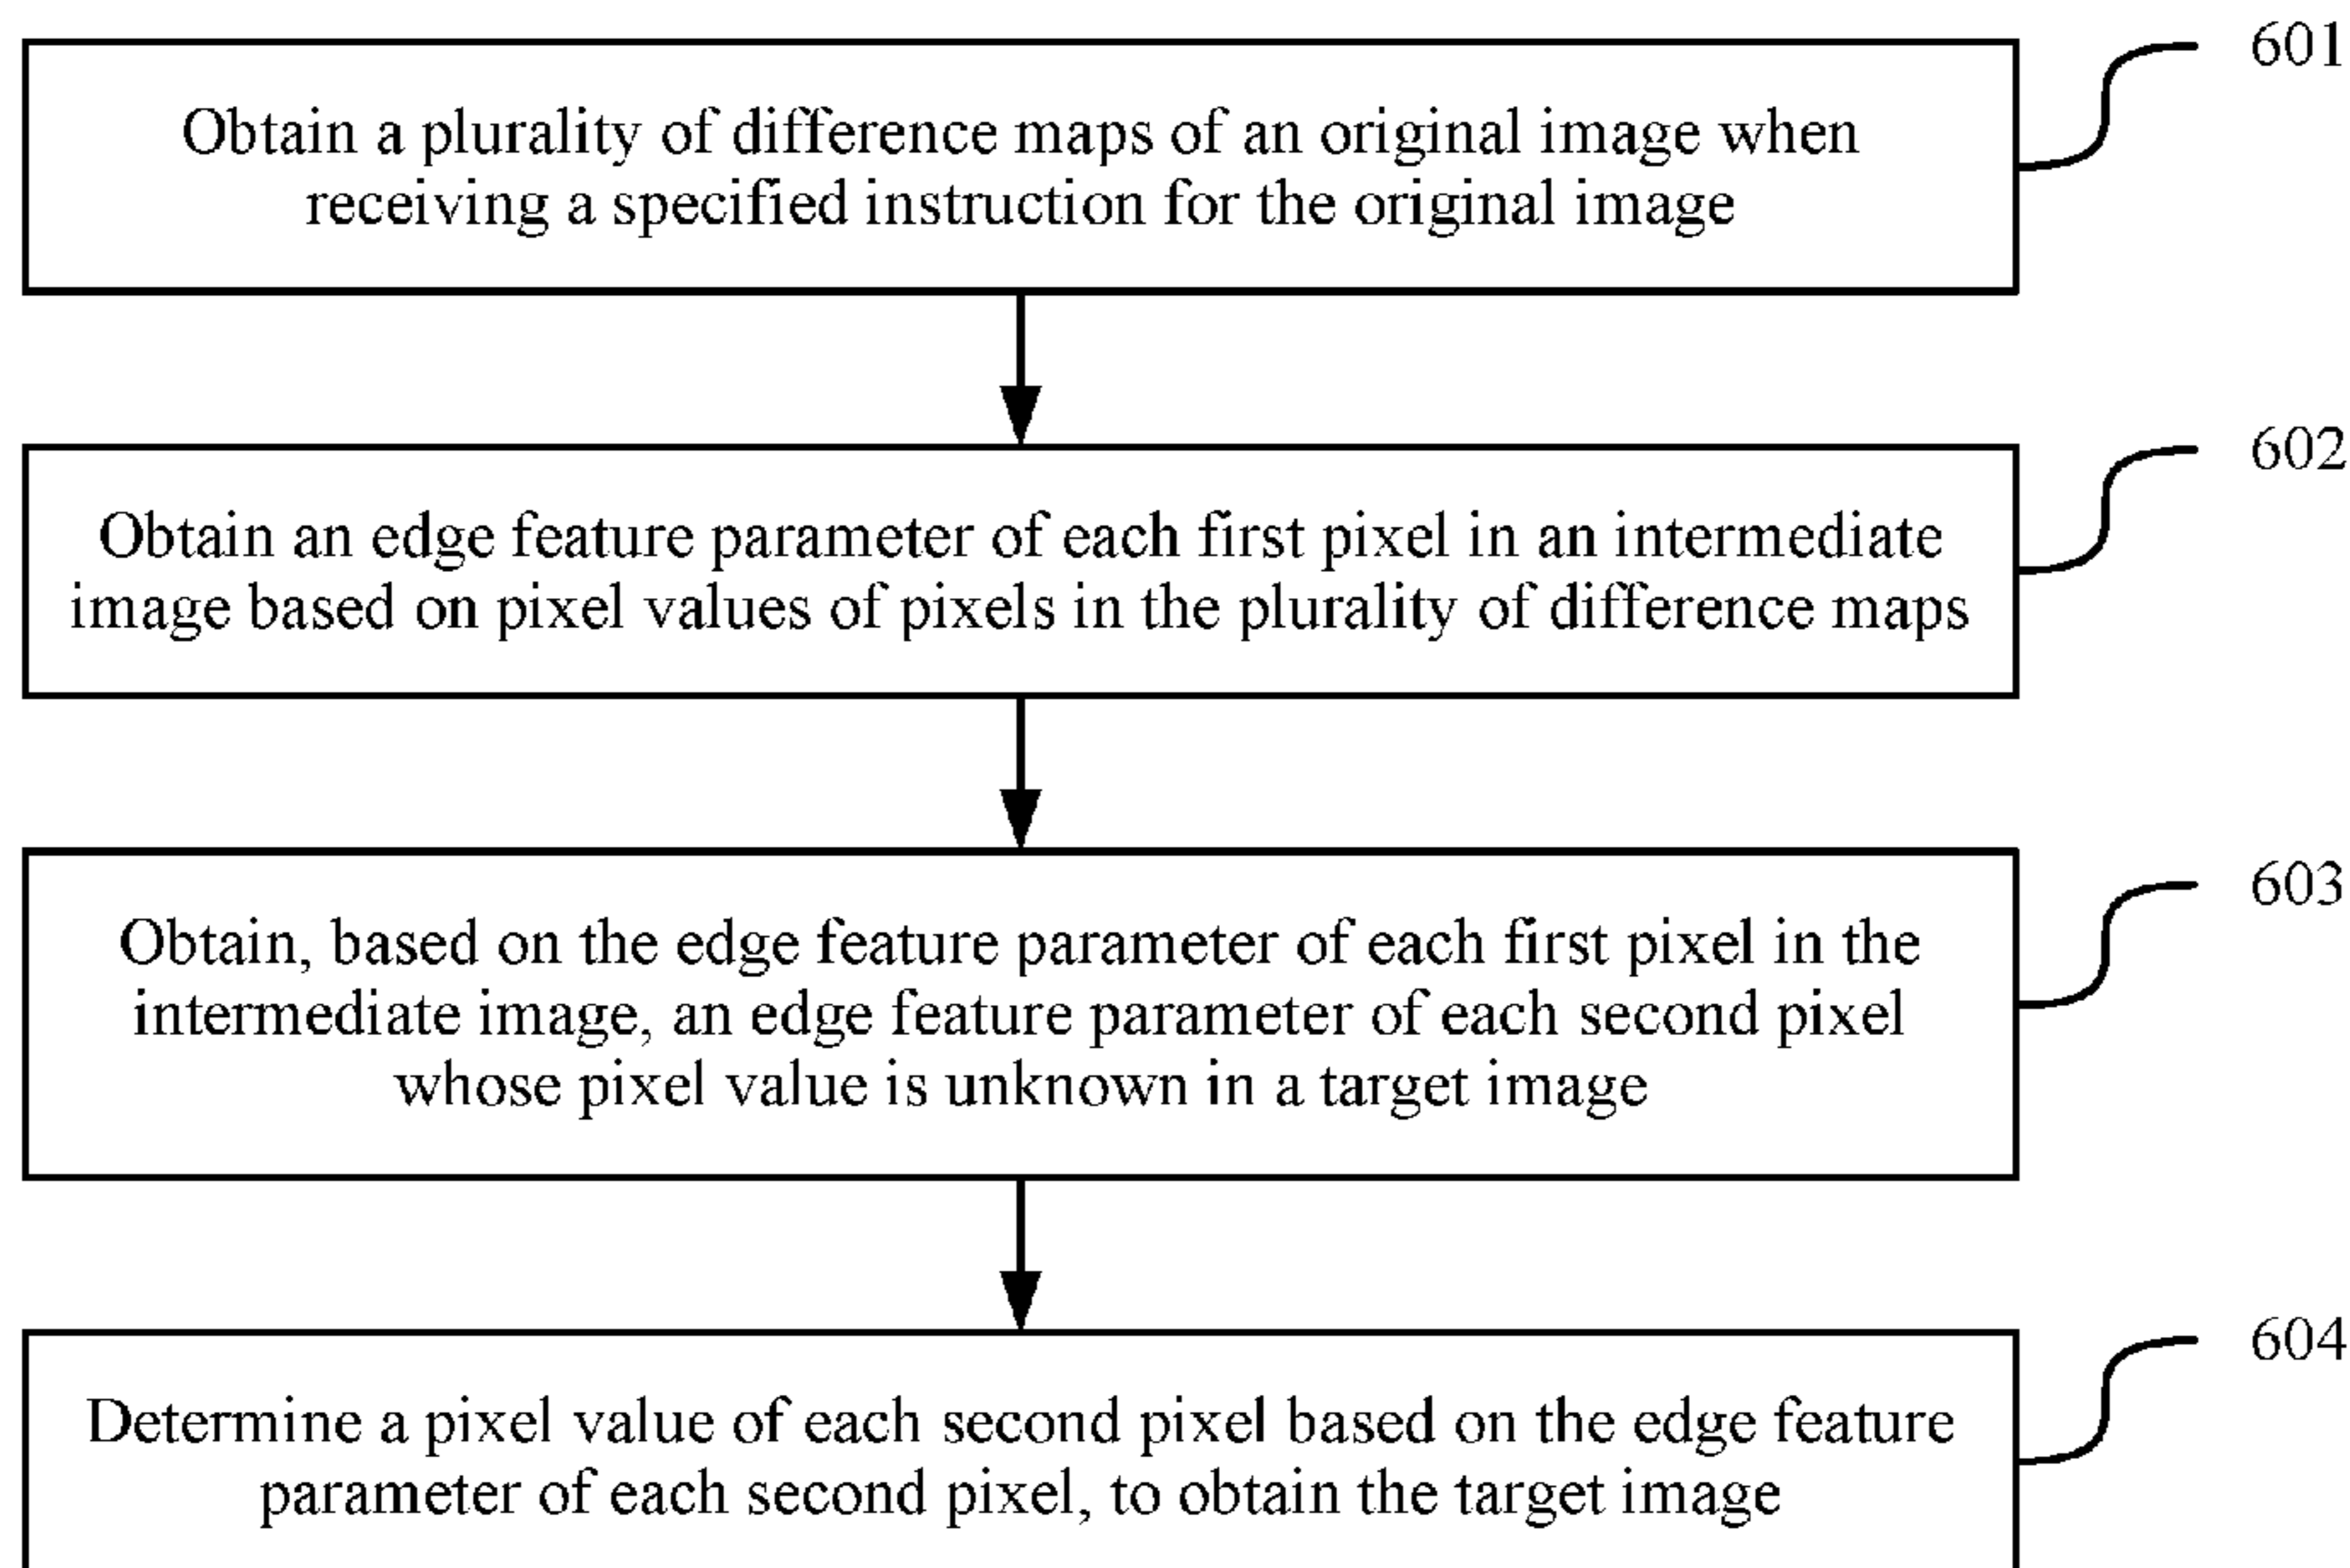 601
Obtain a plurality of difference maps of an original image when
receiving a specified instruction for the original image
602
Obtain an edge feature parameter of each first pixel in an intermediate
image based on pixel values of pixels in the plurality of difference maps
603
Obtain, based on the edge feature parameter of each first pixel in the
intermediate image, an edge feature parameter of each second pixel
whose pixel value is unknown in a target image
604
Determine a pixel value of each second pixel based on the edge feature
parameter of each second pixel, to obtain the target image